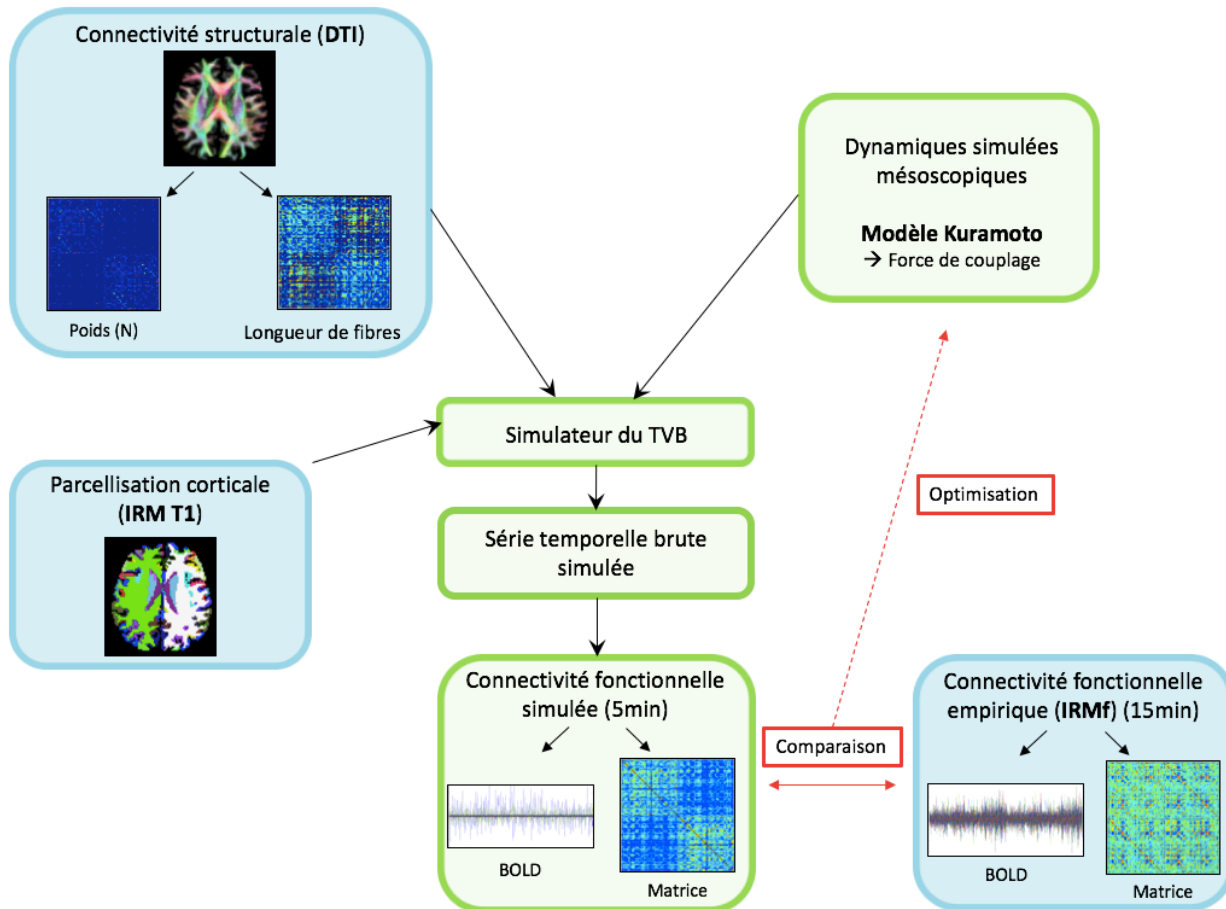 Connectivité structurale (DTI)
Poids (N)
Longueur de fibres
Dynamiques simulées
mésoscopiques
Modèle Kuramoto
→ Force de couplage
Simulateur du TVB
Parcellisation corticale
(IRM T1)
Optimisation
Série temporelle brute
simulée
Connectivité fonctionnelle
simulée (5min)
BOLD
Matrice
Comparaison
Connectivité fonctionnelle
empirique (IRMf) (15min)
BOLD
Matrice